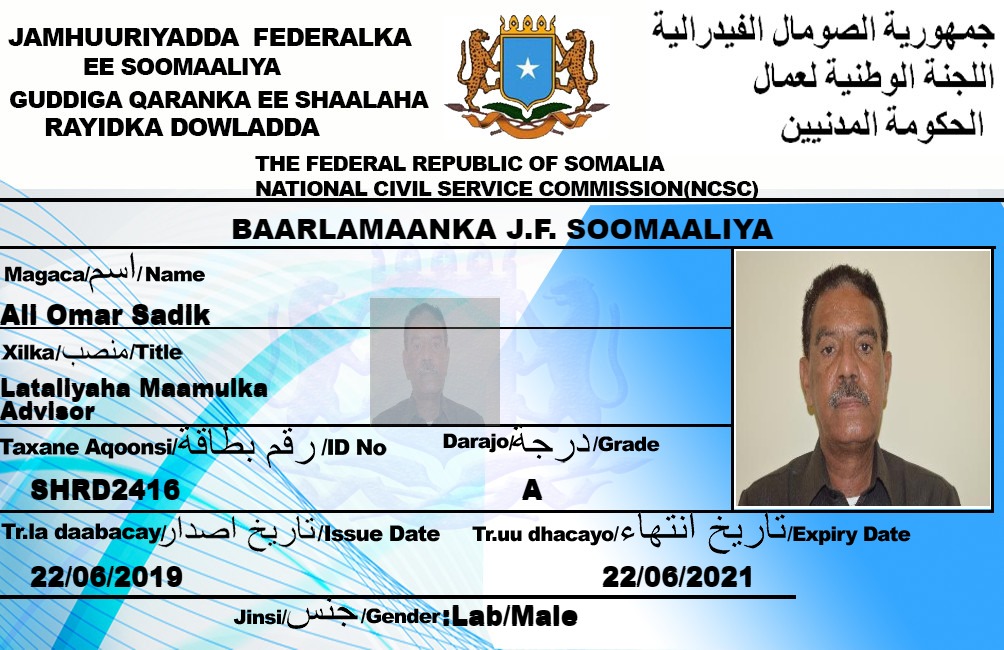 JAMHUURIYADDA FEDERALKA
EE SOOMAALIYA
GUDDIGA QARANKA EE SHAALAHA
RAYIDKA DOWLADDA
جمهورية الصومال الفيدرالية
اللجنة الوطنية لعمال
الحكومة المدنيين
THE FEDERAL REPUBLIC OF SOMALIA
NATIONAL CIVIL SERVICE COMMISSION(NCSC)
BAARLAMAANKA J.F. SOOMAALIYA
Magaca/اسم/Name
Ali Omar Sadik
Xilka/منصب/Title
Lataliyaha Maamulka
Advisor
Taxane Aqoonsi/رقم بطاقة/ID No Darajo/درجة/Grade
SHRD2416 A
Tr.la daabacay/تاريخ اصدار/Issue Date Tr.uu dhacayo/تاريخ انتهاء/Expiry Date
22/06/2019 22/06/2021
Jinsi/جنس/Gender:Lab/Male